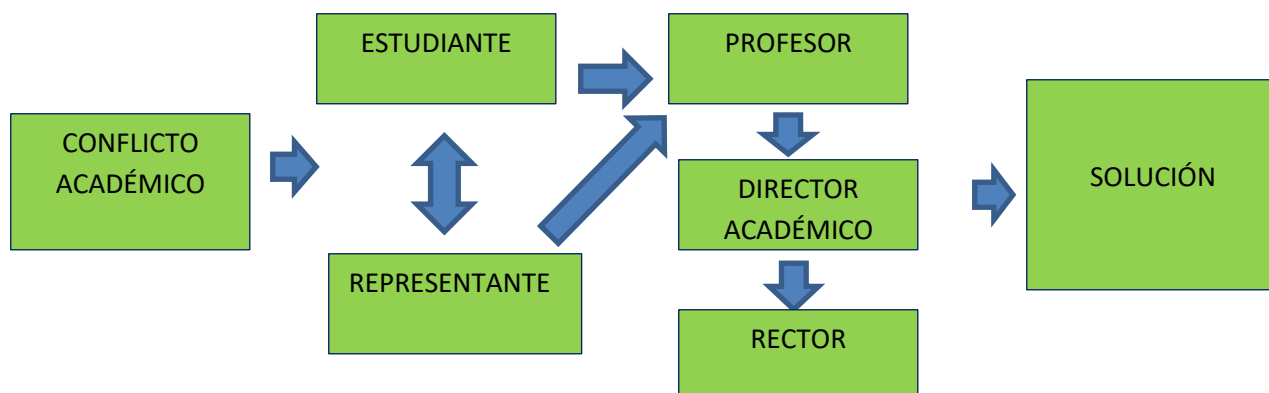 CONFLICTO
ACADÉMICO
ESTUDIANTE
REPRESENTANTE
PROFESOR
DIRECTOR
ACADÉMICO
RECTOR
SOLUCIÓN